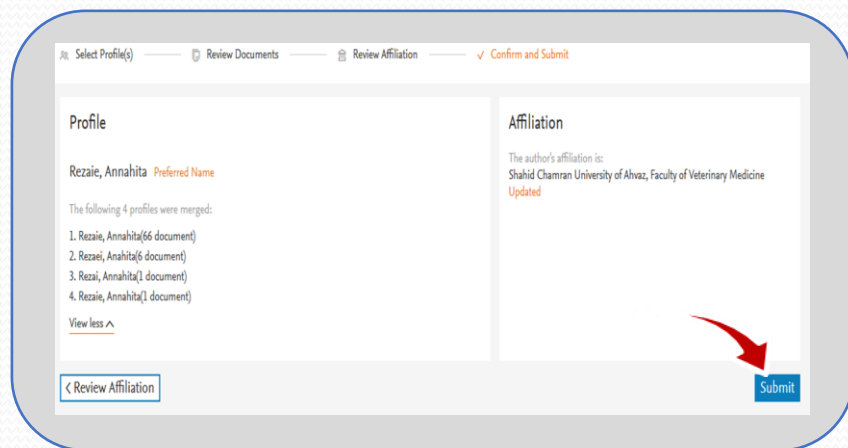 Select Profile(s) Review Documents Review Affiliation ✓ Confirm and Submit
Profile
Rezaie, Annahita Preferred Name
The following 4 profiles were merged:
1. Rezaie, Annahita(66 document)
2. Rezaei, Anahita(6 document)
3. Rezai, Annahita(1 document)
4. Rezaie, Annahita(1 document)
View less
Affiliation
The author's affiliation is:
Shahid Chamran University of Ahvaz, Faculty of Veterinary Medicine
Updated
Review Affiliation
Submit